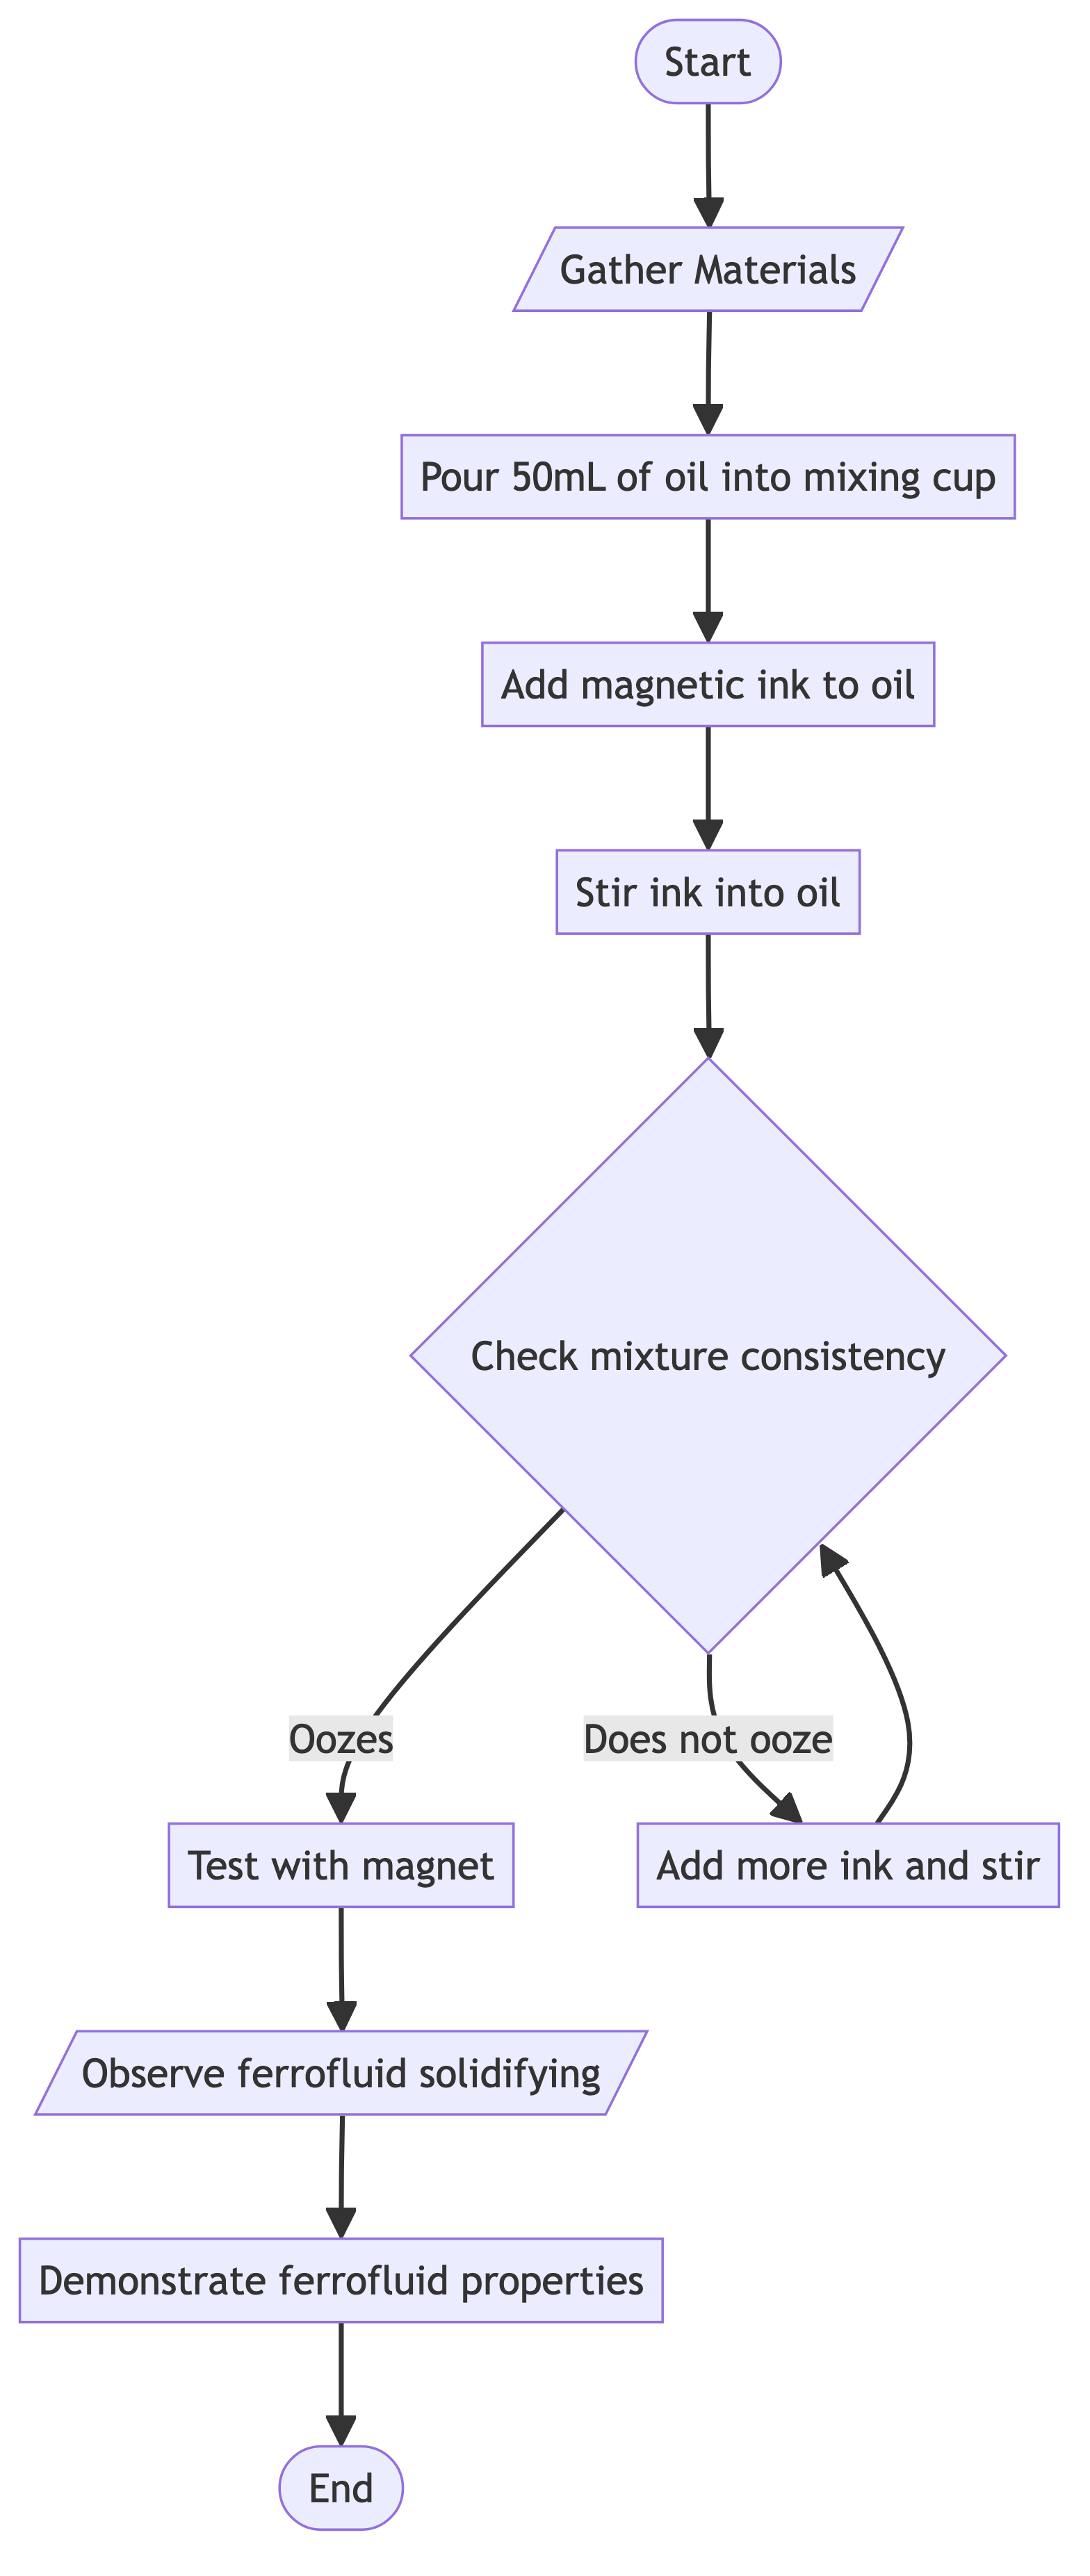 Start
Gather Materials
Pour 50mL of oil into mixing cup
Add magnetic ink to oil
Stir ink into oil
Check mixture consistency
Oozes
Does not ooze
Test with magnet
Add more ink and stir
Observe ferrofluid solidifying
Demonstrate ferrofluid properties
End